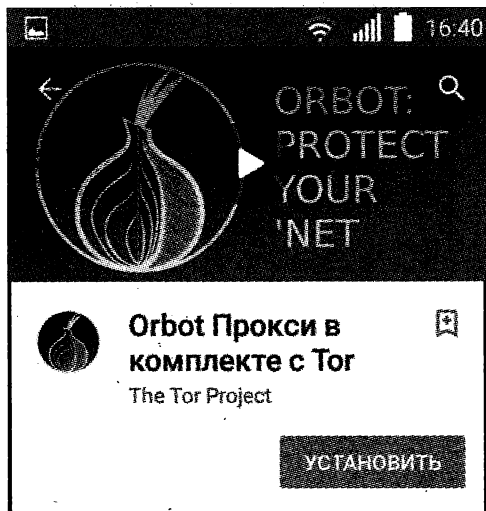 16:40
ORBOT:
PROTECT
YOUR
'NET
Orbot Прокси в
комплекте с Tor
The Tor Project
УСТАНОВИТЬ